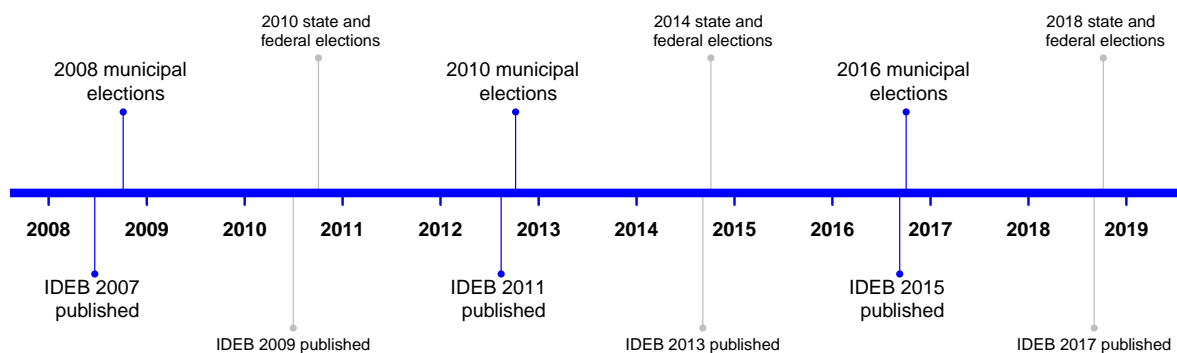 2010 state and
federal elections
2014 state and
federal elections
2018 state and
federal elections
2008 municipal
elections
2010 municipal
elections
2016 municipal
elections
2008 2009 2010 2011 2012 2013 2014 2015 2016 2017 2018 2019
IDEB 2007
published
IDEB 2011
published
IDEB 2015
published
IDEB 2009 published
IDEB 2013 published
IDEB 2017 published